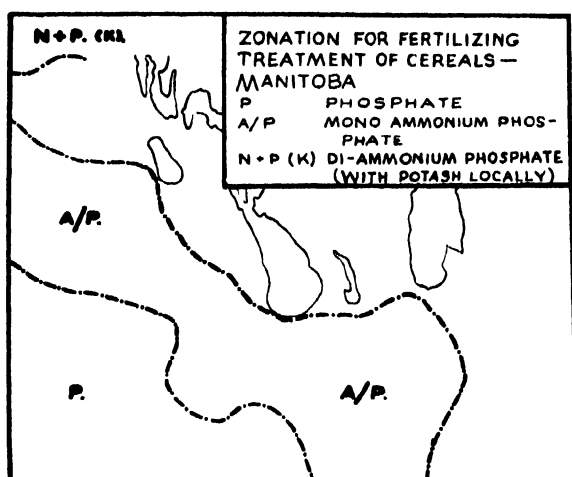 N+P. (K).
ZONATION FOR FERTILIZING
TREATMENT OF CEREALS—
MANITOBA
P PHOSPHATE
A/P MONO AMMONIUM PHOS-
PHATE
N+P (K) DI-AMMONIUM PHOSPHATE
(WITH POTASH LOCALLY)
A/P.
P.
A/P.